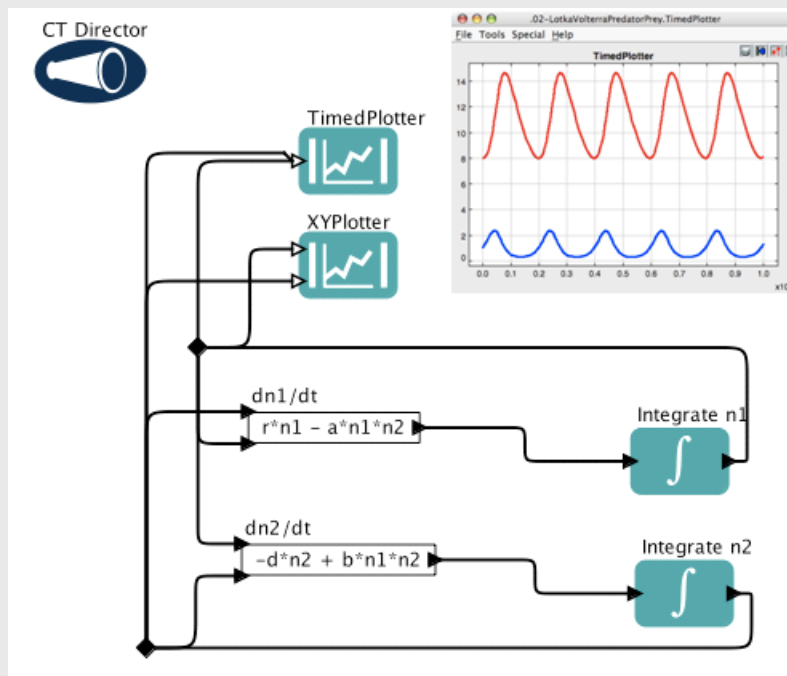 CT Director
.02-LotkaVolterraPredatorPrey.TimedPlotter
File Tools Special Help
TimedPlotter
14
12
10
8
6
4
2
0
0.0 0.1 0.2 0.3 0.4 0.5 0.6 0.7 0.8 0.9 1.0
TimedPlotter
XYPlotter
dn1/dt
r*n1 - a*n1*n2
Integrate n1
∫
dn2/dt
-d*n2 + b*n1*n2
Integrate n2
∫